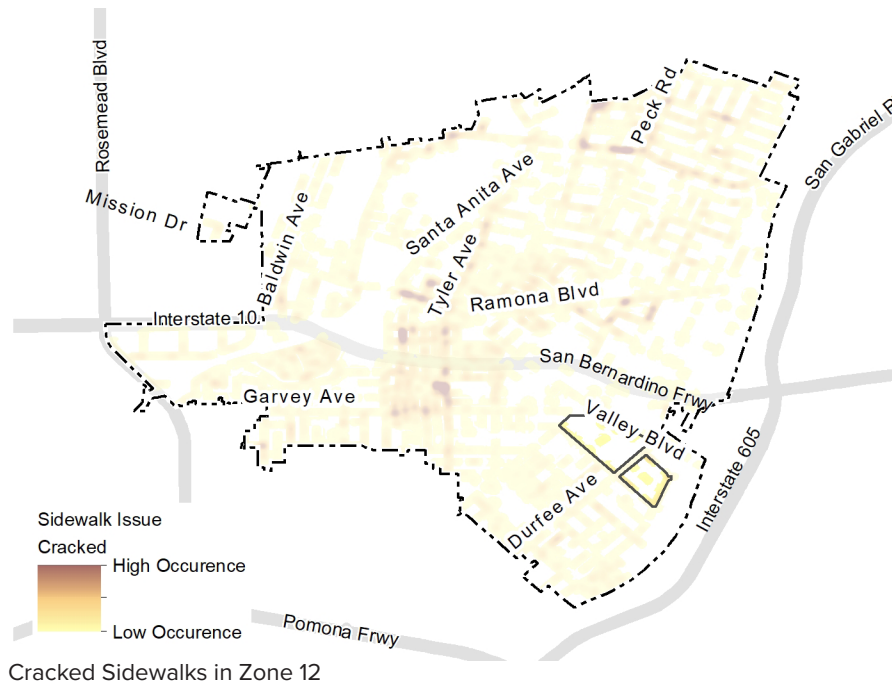 Rosemead Blvd
Peck Rd
San Gabriel R
Mission Dr
Baldwin Ave
Santa Anita Ave
Tyler Ave
Ramona Blvd
Interstate 10
San Bernardino Frwy
Garvey Ave
Valley Blvd
Durfee Ave
Interstate 605
Sidewalk Issue
Cracked
High Occurence
Low Occurence
Pomona Frwy
Cracked Sidewalks in Zone 12